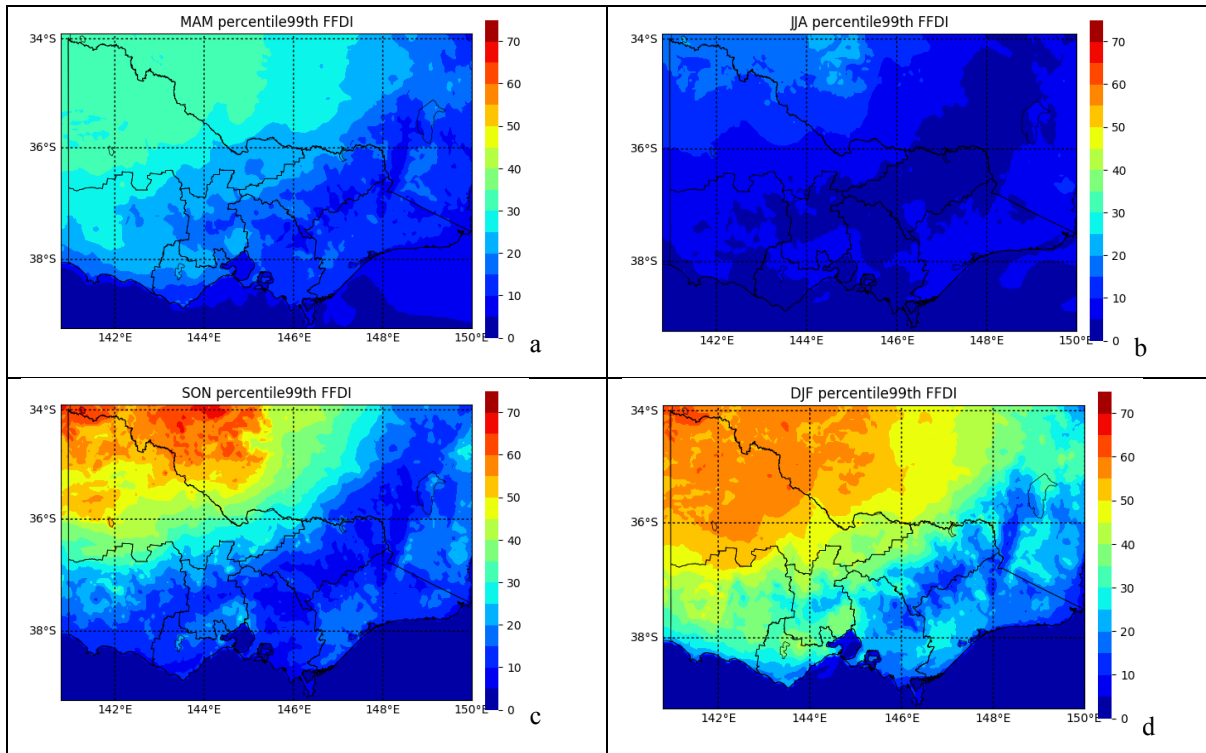 MAM percentile99th FFDI
34°S
36°S
38°S
142°E 144°E 146°E 148°E 150°E
70
60
50
40
30
20
10
0
a
JJA percentile99th FFDI
34°S
36°S
38°S
142°E 144°E 146°E 148°E 150°E
70
60
50
40
30
20
10
0
b
SON percentile99th FFDI
34°S
36°S
38°S
142°E 144°E 146°E 148°E 150°E
70
60
50
40
30
20
10
0
c
DJF percentile99th FFDI
34°S
36°S
38°S
142°E 144°E 146°E 148°E 150°E
70
60
50
40
30
20
10
0
d